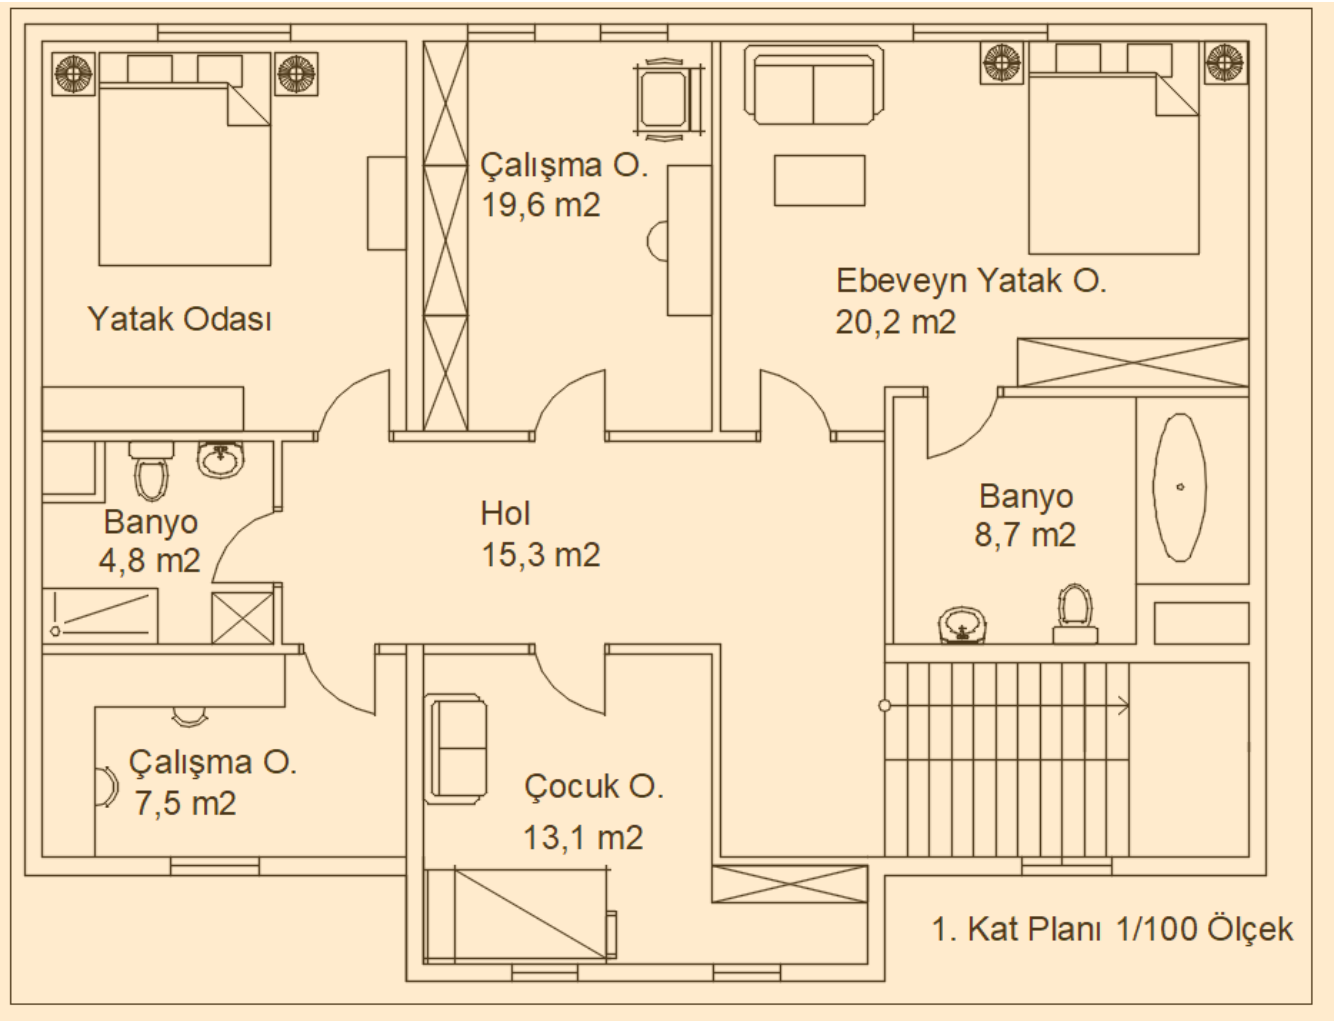 Çalışma O.
19,6 m2
Ebeveyn Yatak O.
20,2 m2
Yatak Odası
Hol
15,3 m2
Banyo
4,8 m2
Banyo
8,7 m2
Çalışma O.
7,5 m2
Çocuk O.
13,1 m2
1. Kat Planı 1/100 Ölçek